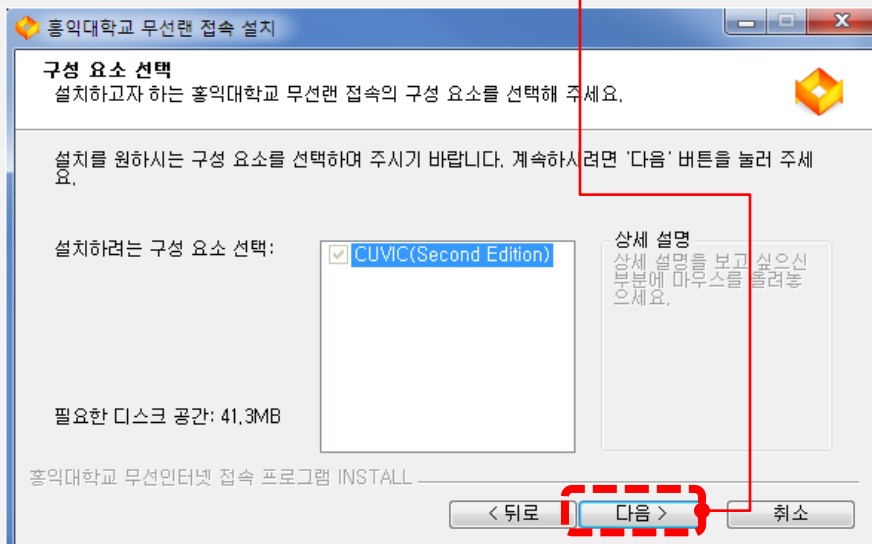 홍익대학교 무선랜 접속 설치
구성 요소 선택
설치하고자 하는 홍익대학교 무선랜 접속의 구성 요소를 선택해 주세요.
설치를 원하시는 구성 요소를 선택하여 주시기 바랍니다. 계속하시려면 '다음' 버튼을 눌러 주세
요.
설치하려는 구성 요소 선택:
CUVIC(Second Edition)
상세 설명
상세 설명을 보고 싶으신
부분에 마우스를 올려놓
으세요.
필요한 디스크 공간: 41.3MB
홍익대학교 무선인터넷 접속 프로그램 INSTALL
< 뒤로
다음 >
취소